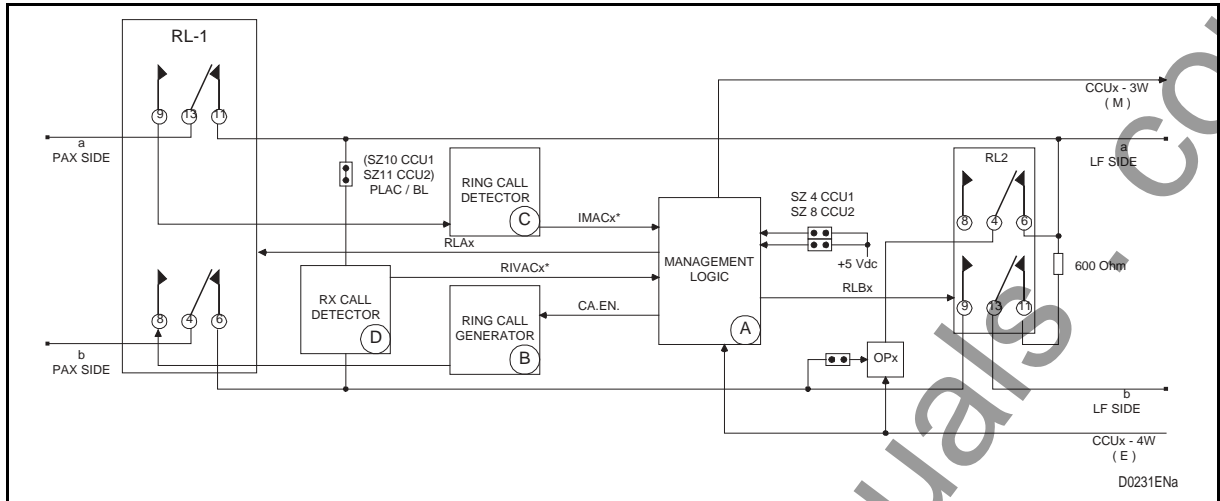 RL-1
9
13
11
a
PAX SIDE
8
4
6
b
PAX SIDE
(SZ10 CCU1
SZ11 CCU2)
PLAC / BL
RING CALL
DETECTOR
C
RX CALL
DETECTOR
D
RING CALL
GENERATOR
B
IMACx*
RLAx
RIVACx*
CA.EN.
MANAGEMENT
LOGIC
A
SZ 4 CCU1
SZ 8 CCU2
+5 Vdc
RLBx
OPx
RL2
8
4
6
9
13
11
600 Ohm
CCUx - 3W
( M )
a
LF SIDE
b
LF SIDE
CCUx - 4W
( E )
D0231ENa
uals . co